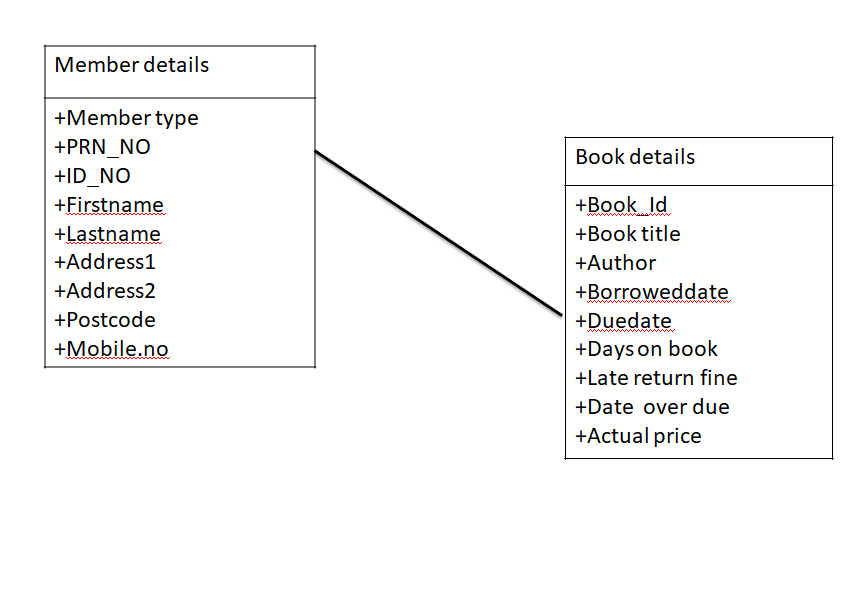 Member details
+Member type
+PRN_NO
+ID_NO
+Firstname
+Lastname
+Address1
+Address2
+Postcode
+Mobile.no
Book details
+Book_Id
+Book title
+Author
+Borroweddate
+Duedate
+Days on book
+Late return fine
+Date  over due
+Actual price